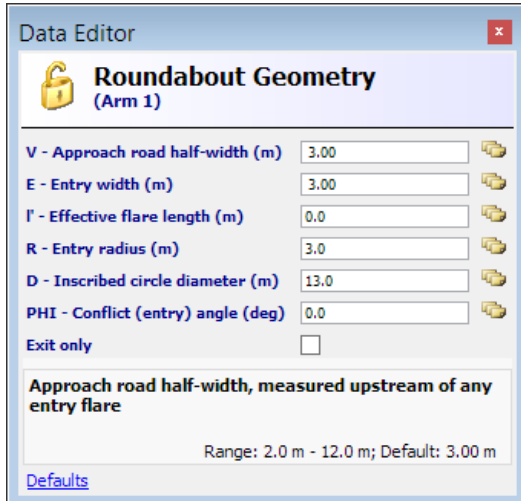 Data Editor
x
Roundabout Geometry
(Arm 1)
V - Approach road half-width (m) 3.00
E - Entry width (m) 3.00
l' - Effective flare length (m) 0.0
R - Entry radius (m) 3.0
D - Inscribed circle diameter (m) 13.0
PHI - Conflict (entry) angle (deg) 0.0
Exit only
Approach road half-width, measured upstream of any
entry flare
Range: 2.0 m - 12.0 m; Default: 3.00 m
Defaults